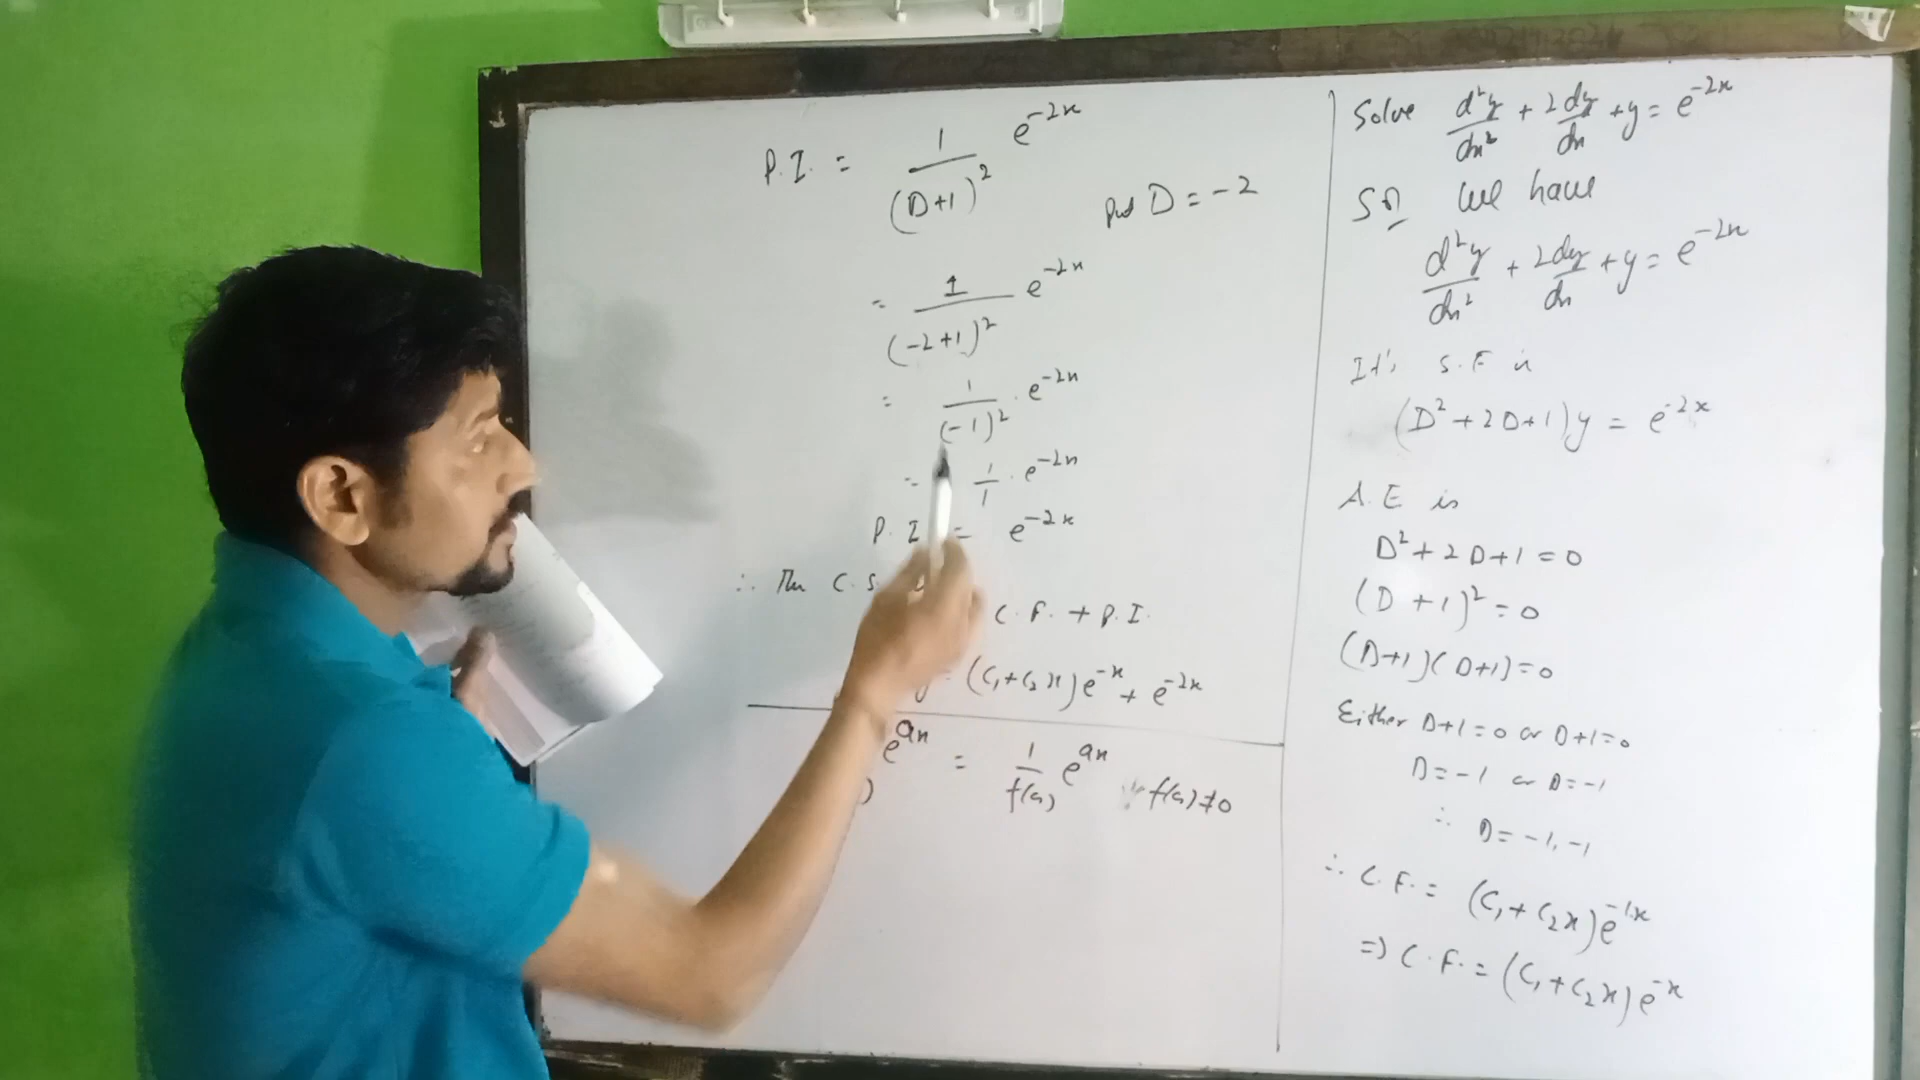 Solve d²y/dx² + 2dy/dx + y = e^-2x
Sol We have
d²y/dx² + 2dy/dx + y = e^-2x
It's S.F is
(D² + 2D+1)y = e^-2x
A.E is
D² + 2D+1 = 0
(D +1)² = 0
(D+1)(D+1) = 0
Either D+1=0 or D+1=0
D = -1 or D = -1
∴ D = -1, -1
∴ C.F. = (C₁ + C₂x)e^-1x
=) C.F. = (C₁ + C₂x)e^-x
P.I. = 1/(D+1)² e^-2x
Put D = -2
= 1/(-2+1)² e^-2x
= 1/(-1)² · e^-2x
= 1/1 · e^-2x
P. I = e^-2x
∴ The C. S.
C.F. + P.I.
y = (C₁+C₂x)e^-x + e^-2x
e^ax = 1/f(a) e^ax f(a)≠0